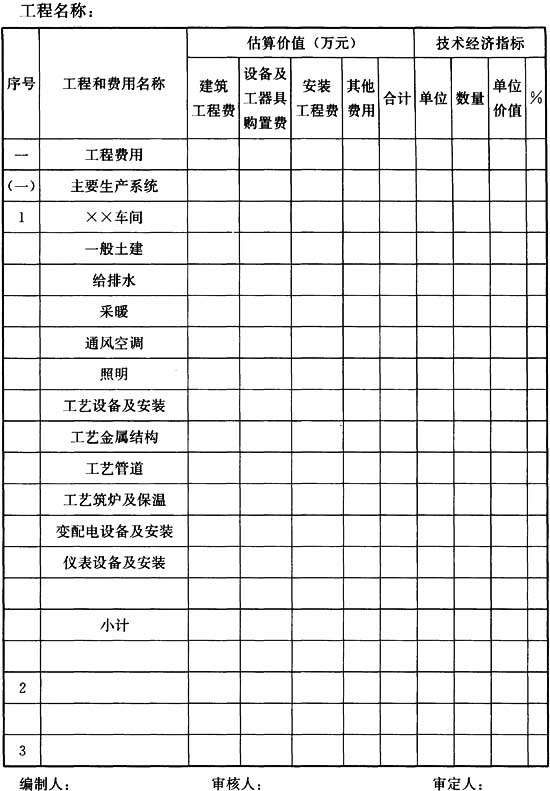 工程名称：
序号 工程和费用名称 估算价值（万元） 技术经济指标
建筑工程费 设备及工器具购置费 安装工程费 其他费用 合计 单位 数量 单位价值 %
一 工程费用
（一） 主要生产系统
1 ××车间
一般土建
给排水
采暖
通风空调
照明
工艺设备及安装
工艺金属结构
工艺管道
工艺筑炉及保温
变配电设备及安装
仪表设备及安装
小计
2
3
编制人： 审核人： 审定人：